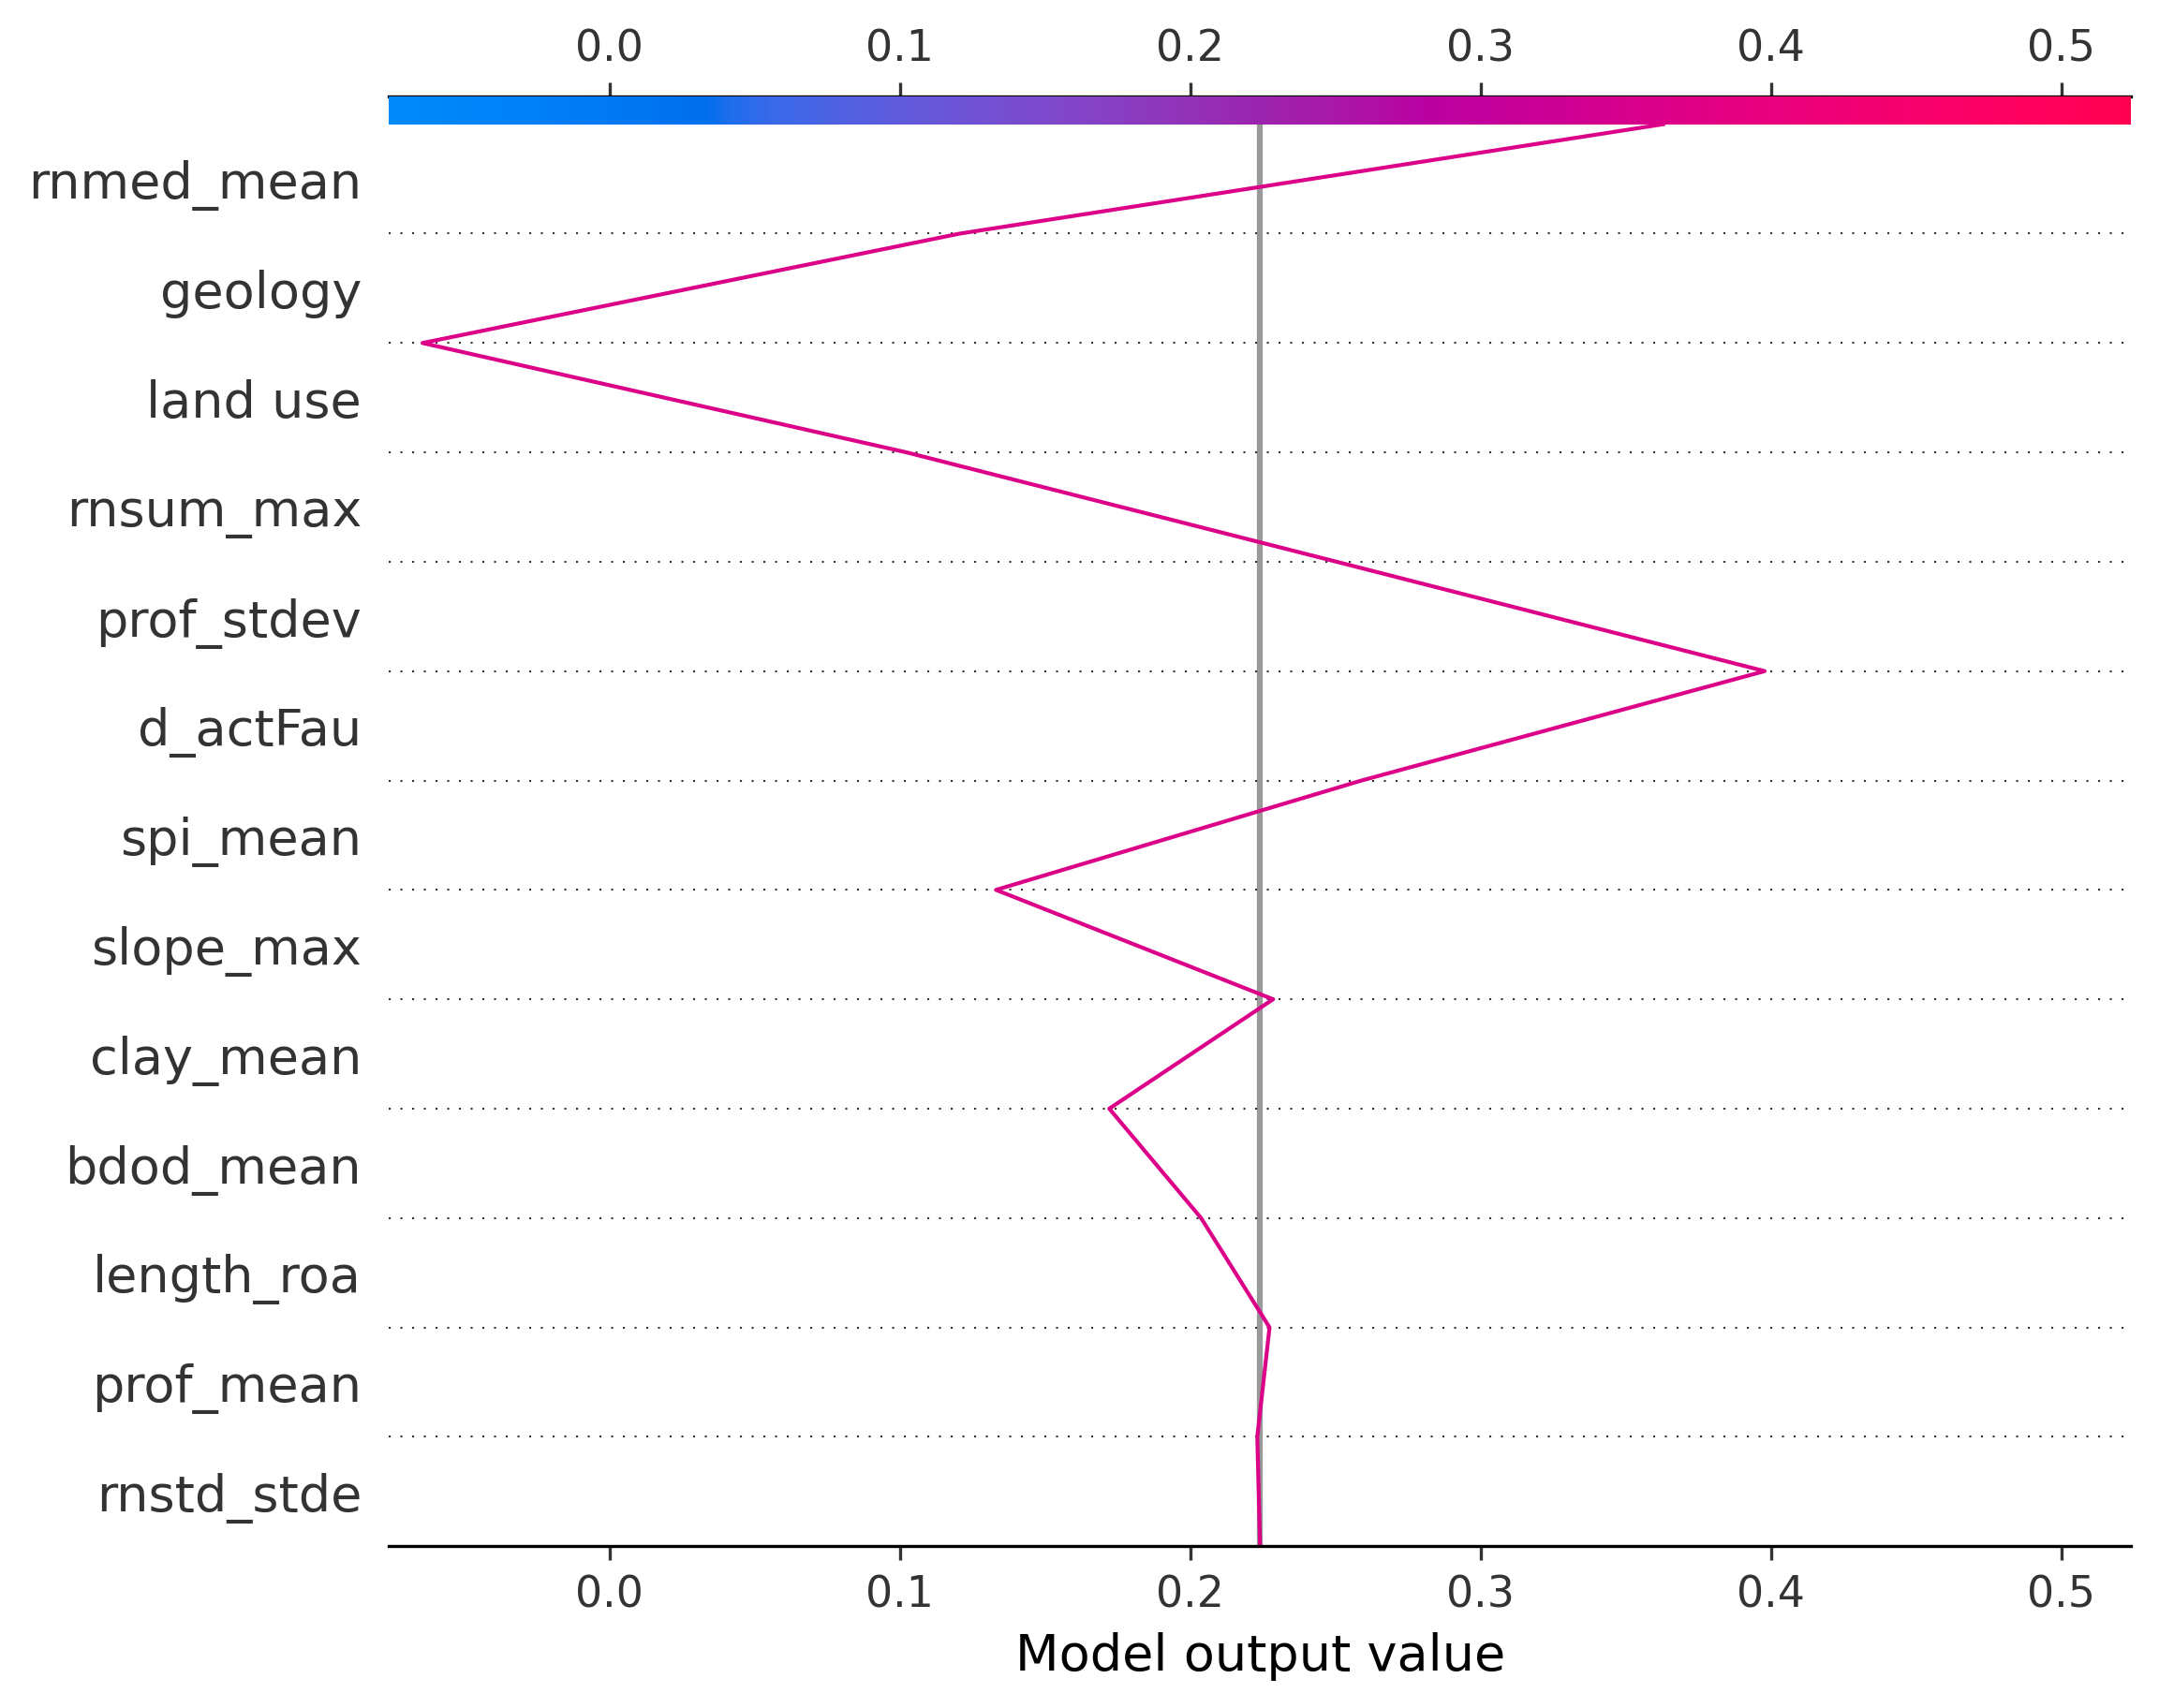 0.0 0.1 0.2 0.3 0.4 0.5
rnmed_mean
geology
land use
rnsum_max
prof_stdev
d_actFau
spi_mean
slope_max
clay_mean
bdod_mean
length_roa
prof_mean
rnstd_stde
0.0 0.1 0.2 0.3 0.4 0.5
Model output value